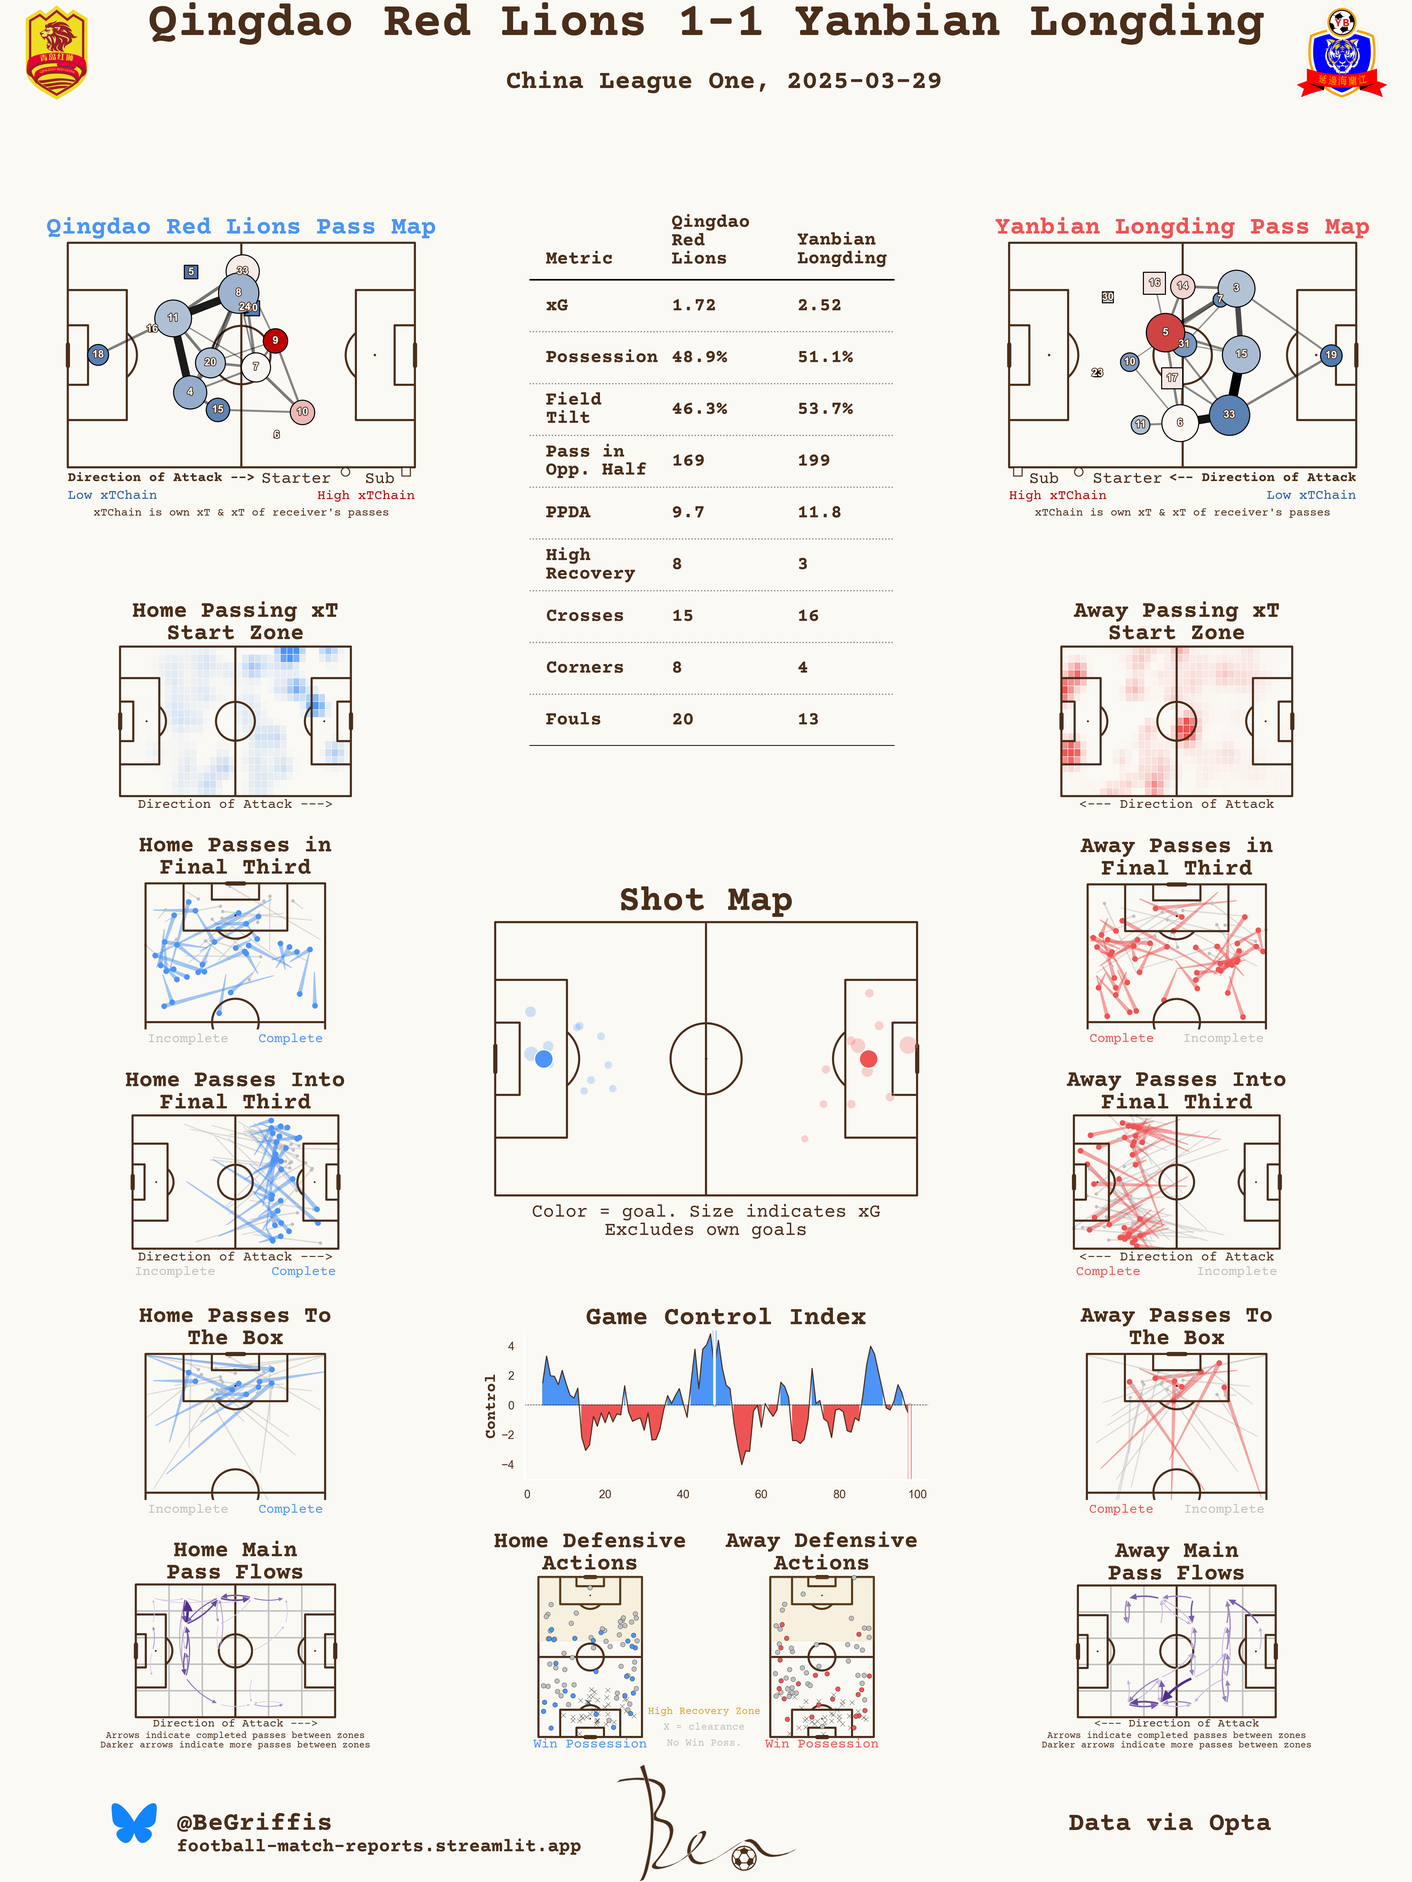 Qingdao Red Lions 1-1 Yanbian Longding
China League One, 2025-03-29
青岛红狮
YB
延边海兰江
Qingdao Red Lions Pass Map
5
33
8
24
0
11
16
18
9
20
7
4
15
10
6
Direction of Attack --> Starter Sub
Low xTChain High xTChain
xTChain is own xT & xT of receiver's passes
Metric Qingdao Red Lions Yanbian Longding
xG 1.72 2.52
Possession 48.9% 51.1%
Field Tilt 46.3% 53.7%
Pass in Opp. Half 169 199
PPDA 9.7 11.8
High Recovery 8 3
Crosses 15 16
Corners 8 4
Fouls 20 13
Yanbian Longding Pass Map
30
16
14
7
3
5
31
15
19
10
23
17
11
6
33
Sub Starter <-- Direction of Attack
High xTChain Low xTChain
xTChain is own xT & xT of receiver's passes
Home Passing xT
Start Zone
Direction of Attack --->
Away Passing xT
Start Zone
<--- Direction of Attack
Home Passes in
Final Third
Incomplete Complete
Shot Map
Color = goal. Size indicates xG
Excludes own goals
Away Passes in
Final Third
Complete Incomplete
Home Passes Into
Final Third
Direction of Attack --->
Incomplete Complete
Away Passes Into
Final Third
<--- Direction of Attack
Complete Incomplete
Home Passes To
The Box
Incomplete Complete
Game Control Index
Control
4
2
0
−2
−4
0 20 40 60 80 100
Away Passes To
The Box
Complete Incomplete
Home Main
Pass Flows
Direction of Attack --->
Arrows indicate completed passes between zones
Darker arrows indicate more passes between zones
Home Defensive
Actions
Win Possession
High Recovery Zone
X = clearance
No Win Poss.
Away Defensive
Actions
Win Possession
Away Main
Pass Flows
<--- Direction of Attack
Arrows indicate completed passes between zones
Darker arrows indicate more passes between zones
@BeGriffis
football-match-reports.streamlit.app
Ben
Data via Opta